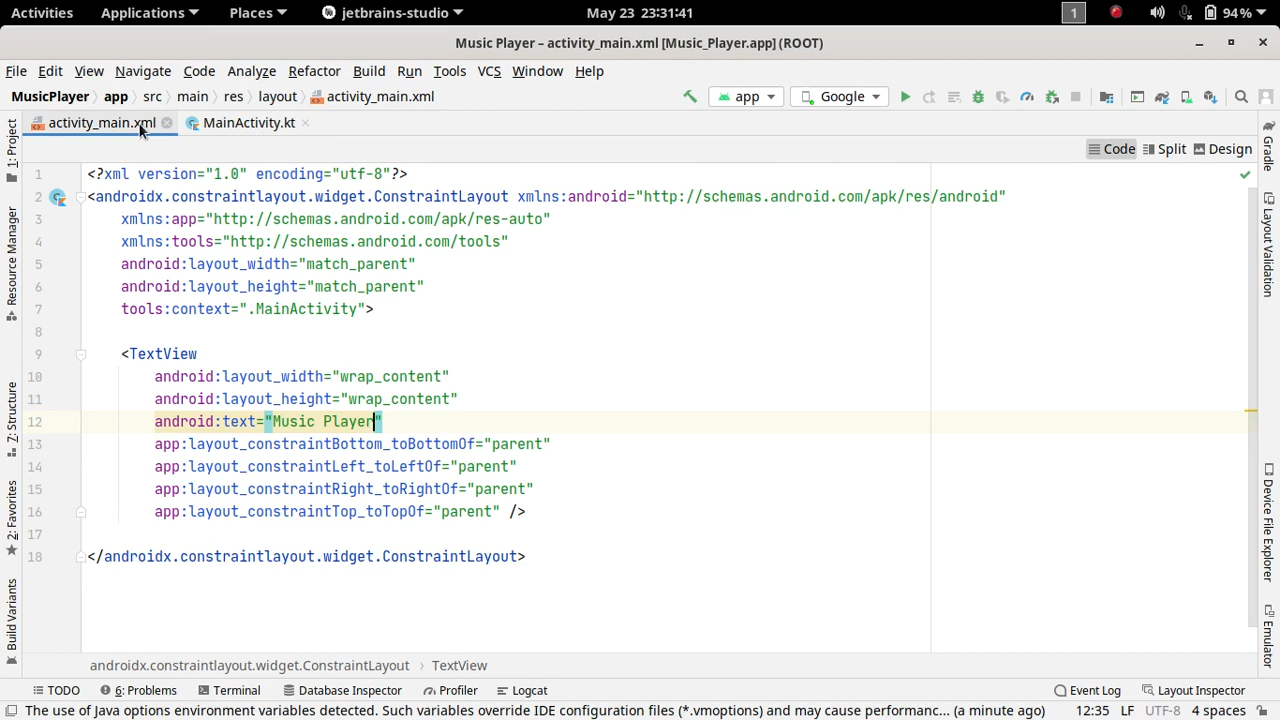 Activities Applications Places jetbrains-studio May 23 23:31:41 1 94%
Music Player – activity_main.xml [Music_Player.app] (ROOT)
File Edit View Navigate Code Analyze Refactor Build Run Tools VCS Window Help
MusicPlayer app src main res layout activity_main.xml app Google
activity_main.xml MainActivity.kt
Code Split Design
1 <?xml version="1.0" encoding="utf-8"?>
2 <androidx.constraintlayout.widget.ConstraintLayout xmlns:android="http://schemas.android.com/apk/res/android"
3 xmlns:app="http://schemas.android.com/apk/res-auto"
4 xmlns:tools="http://schemas.android.com/tools"
5 android:layout_width="match_parent"
6 android:layout_height="match_parent"
7 tools:context=".MainActivity">
8
9 <TextView
10 android:layout_width="wrap_content"
11 android:layout_height="wrap_content"
12 android:text="Music Player"
13 app:layout_constraintBottom_toBottomOf="parent"
14 app:layout_constraintLeft_toLeftOf="parent"
15 app:layout_constraintRight_toRightOf="parent"
16 app:layout_constraintTop_toTopOf="parent" />
17
18 </androidx.constraintlayout.widget.ConstraintLayout>
1: Project
Resource Manager
7: Structure
2: Favorites
Build Variants
Gradle
Layout Validation
Device File Explorer
Emulator
androidx.constraintlayout.widget.ConstraintLayout › TextView
TODO 6: Problems Terminal Database Inspector Profiler Logcat Event Log Layout Inspector
The use of Java options environment variables detected. Such variables override IDE configuration files (*.vmoptions) and may cause performanc... (a minute ago) 12:35 LF UTF-8 4 spaces